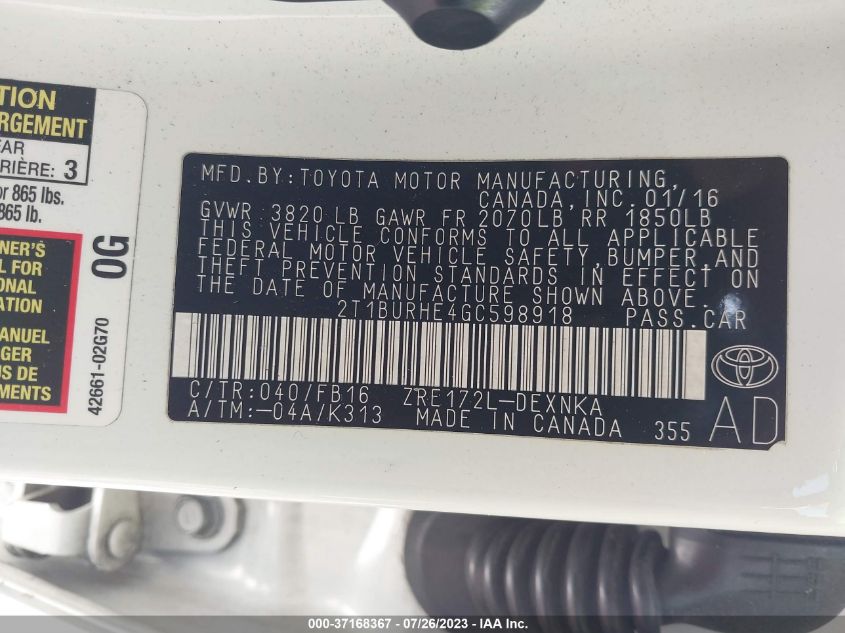 TION
RGEMENT
EAR
RRIÈRE: 3
or 865 lbs.
865 lb.
NER'S
L FOR
ONAL
ATION
ANUEL
GER
US DE
TS
0G
42661-02G70
MFD.BY:TOYOTA MOTOR MANUFACTURING,
CANADA,INC.01/16
GVWR 3820LB GAWR FR 2070LB RR 1850LB
THIS VEHICLE CONFORMS TO ALL APPLICABLE
FEDERAL MOTOR VEHICLE SAFETY,BUMPER,AND
THEFT PREVENTION STANDARDS IN EFFECT ON
THE DATE OF MANUFACTURE SHOWN ABOVE.
2T1BURHE4GC598918 PASS.CAR
C/TR:040/FB16 ZRE172L-DEXNKA
A/TM:-04A/K313 MADE IN CANADA 355
AD
000-37168367 - 07/26/2023 - IAA Inc.